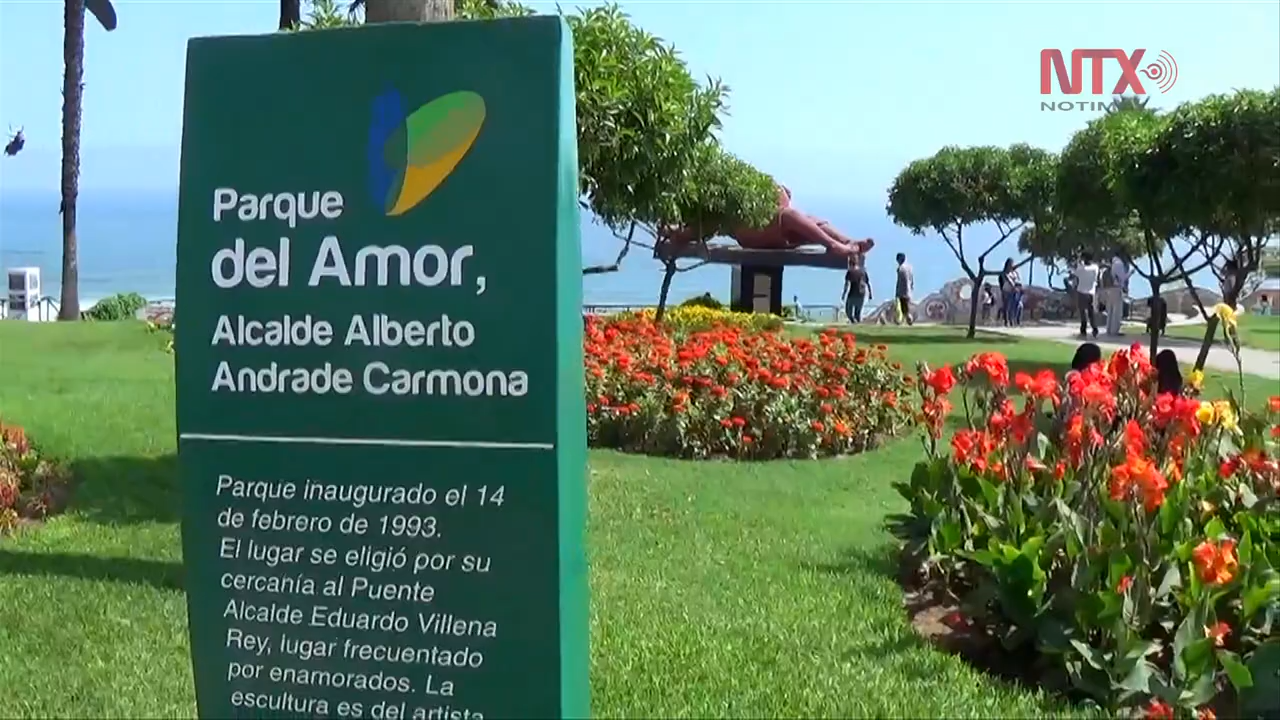 NTX
Parque
del Amor,
Alcalde Alberto
Andrade Carmona
Parque inaugurado el 14
de febrero de 1993.
El lugar se eligió por su
cercanía al Puente
Alcalde Eduardo Villena
Rey, lugar frecuentado
por enamorados. La
escultura es del artista